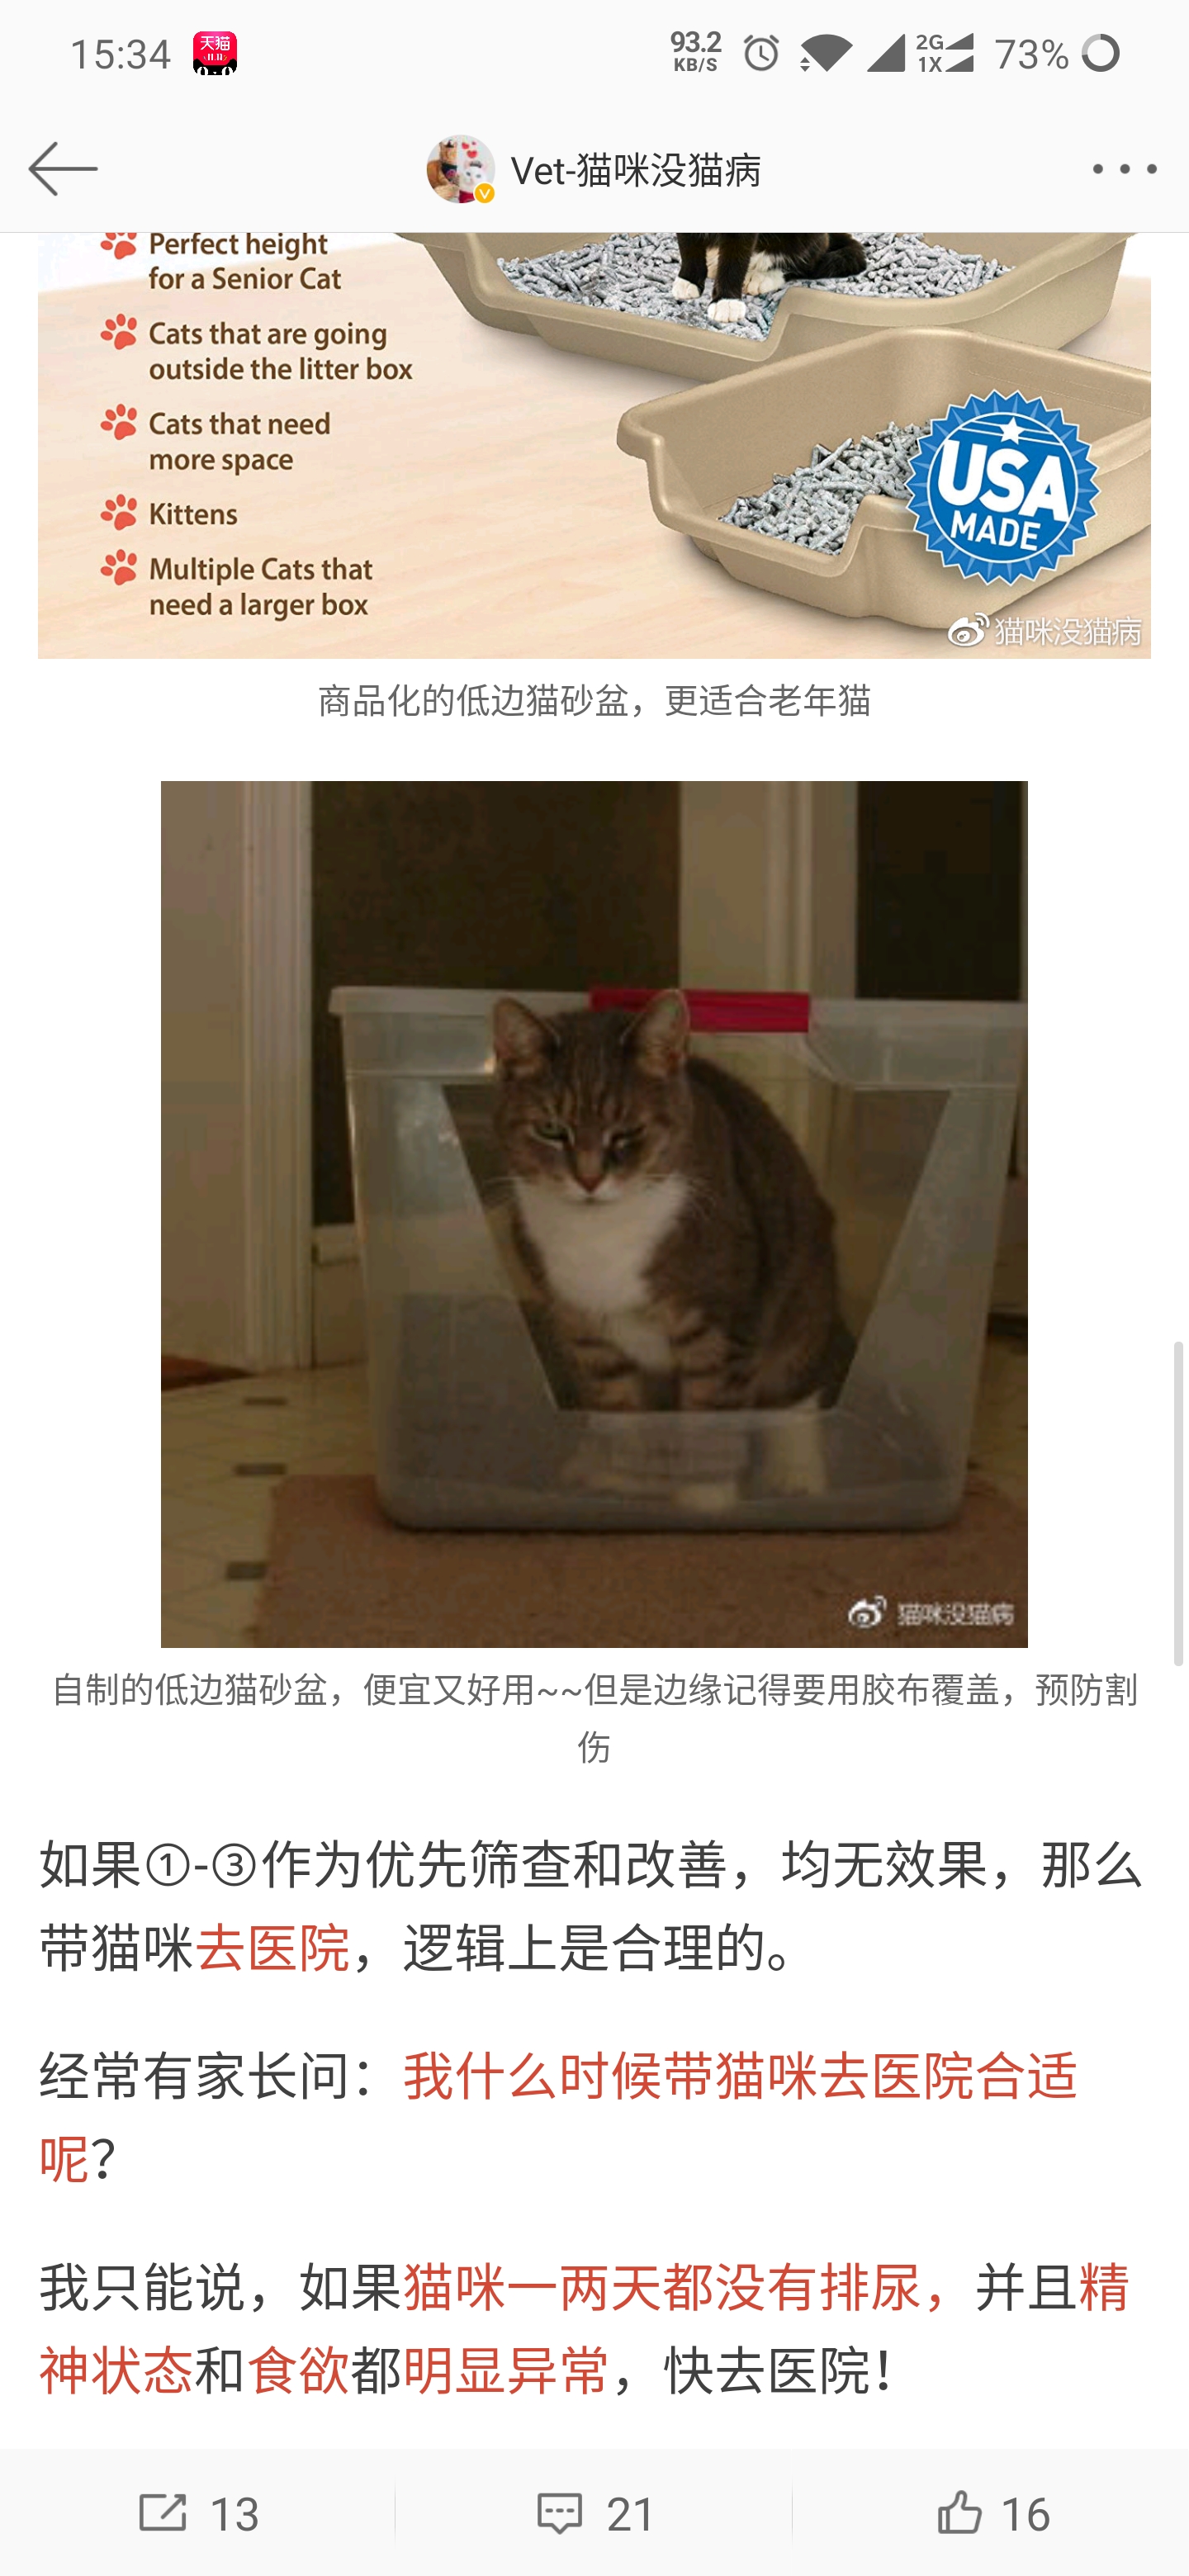 15:34
天猫
11.11
93.2
KB/S
2G
1X
73%
Vet-猫咪没猫病
Perfect height
for a Senior Cat
Cats that are going
outside the litter box
Cats that need
more space
Kittens
Multiple Cats that
need a larger box
USA
MADE
猫咪没猫病
商品化的低边猫砂盆，更适合老年猫
猫咪没猫病
自制的低边猫砂盆，便宜又好用~~但是边缘记得要用胶布覆盖，预防割
伤
如果①-③作为优先筛查和改善，均无效果，那么
带猫咪去医院，逻辑上是合理的。
经常有家长问：我什么时候带猫咪去医院合适
呢？
我只能说，如果猫咪一两天都没有排尿，并且精
神状态和食欲都明显异常，快去医院！
13
21
16